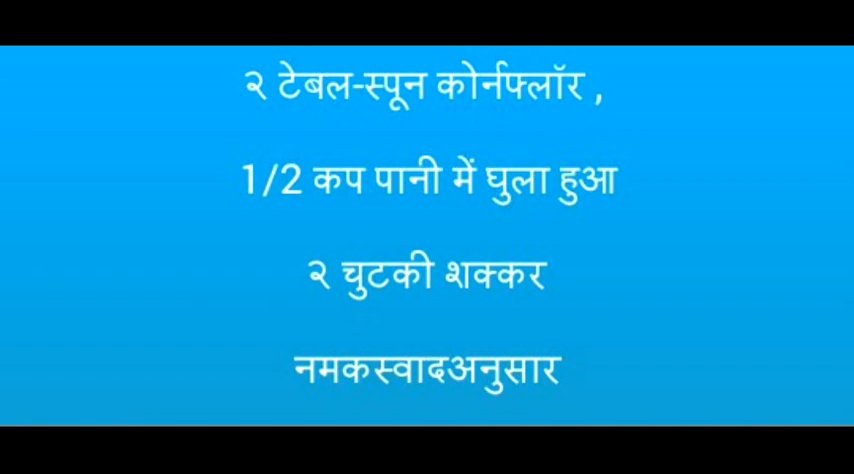 २ टेबल-स्पून कोर्नफ्लॉर ,
1/2 कप पानी में घुला हुआ
२ चुटकी शक्कर
नमकस्वादअनुसार